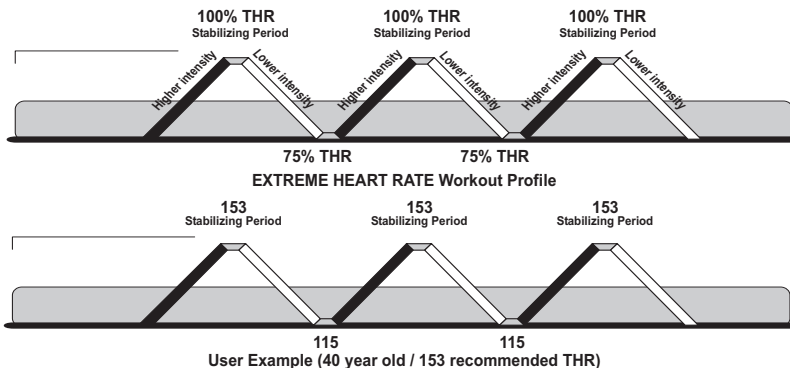 100% THR 100% THR 100% THR
Stabilizing Period Stabilizing Period Stabilizing Period
Higher intensity Lower intensity Higher intensity Lower intensity Higher intensity Lower intensity
75% THR 75% THR
EXTREME HEART RATE Workout Profile
153 153 153
Stabilizing Period Stabilizing Period Stabilizing Period
115 115
User Example (40 year old / 153 recommended THR)